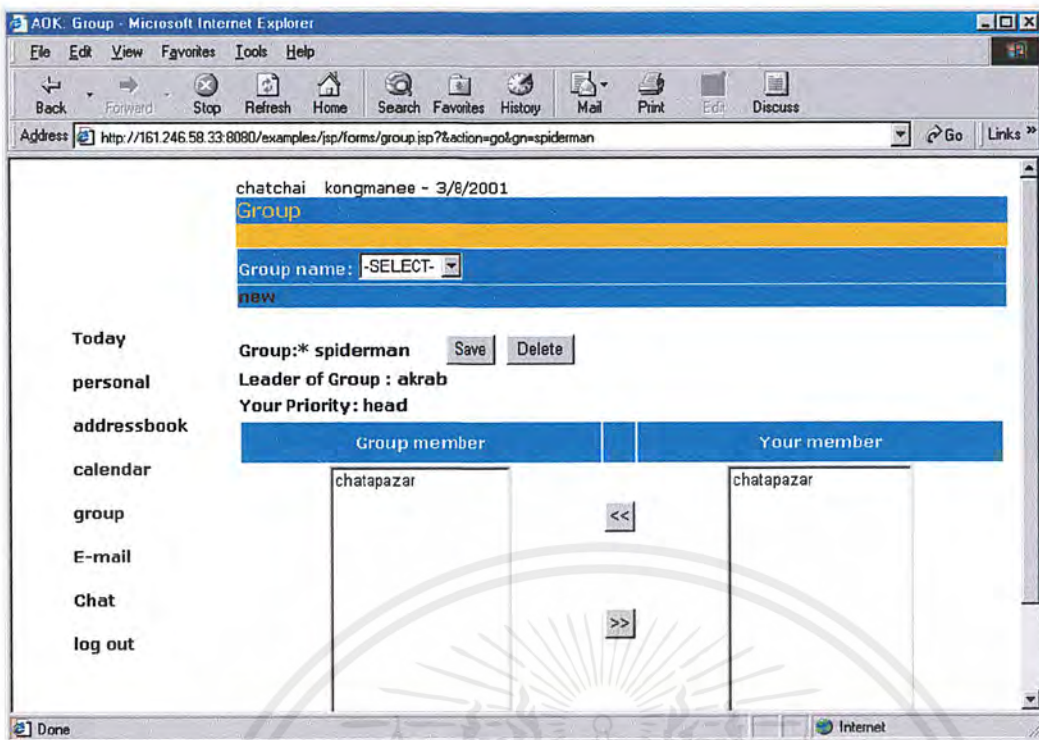 AOK: Group - Microsoft Internet Explorer
File Edit View Favorites Tools Help
Back Forward Stop Refresh Home Search Favorites History Mail Print Edit Discuss
Address http://161.246.58.33:8080/examples/jsp/forms/group.jsp?&action=go&gn=spiderman Go Links »
chatchai kongmanee - 3/8/2001
Group
Group name: -SELECT-
new
Today
personal
addressbook
calendar
group
E-mail
Chat
log out
Group:* spiderman Save Delete
Leader of Group : akrab
Your Priority: head
Group member Your member
chatapazar chatapazar
<<
>>
Done Internet